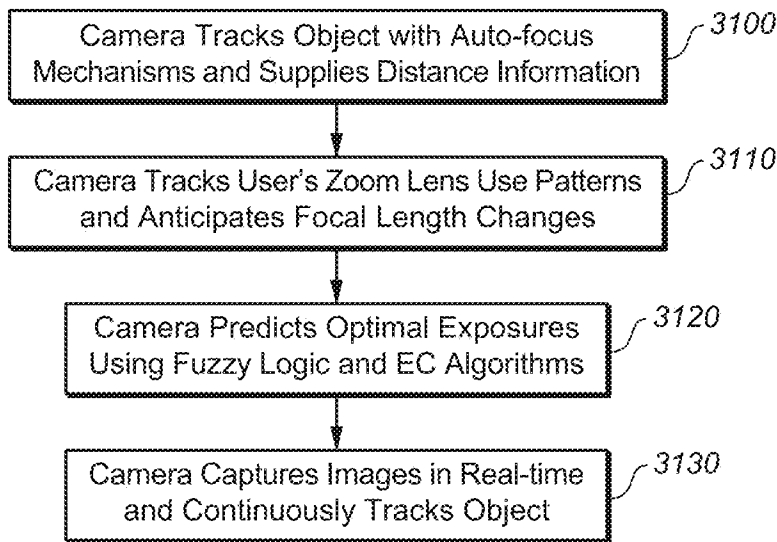 Camera Tracks Object with Auto-focus
Mechanisms and Supplies Distance Information
3100
Camera Tracks User's Zoom Lens Use Patterns
and Anticipates Focal Length Changes
3110
Camera Predicts Optimal Exposures
Using Fuzzy Logic and EC Algorithms
3120
Camera Captures Images in Real-time
and Continuously Tracks Object
3130